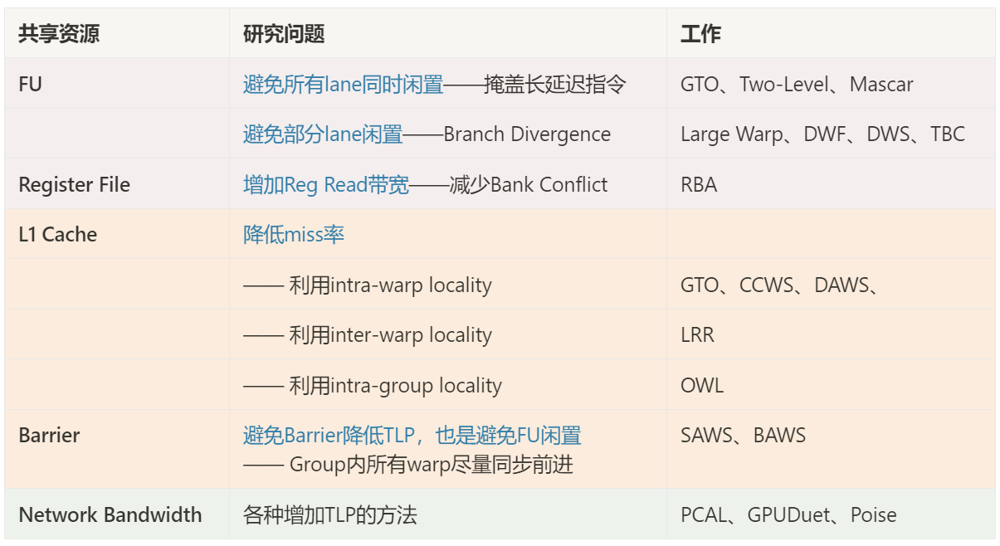 共享资源 研究问题 工作
FU 避免所有lane同时闲置——掩盖长延迟指令 GTO、Two-Level、Mascar
避免部分lane闲置——Branch Divergence Large Warp、DWF、DWS、TBC
Register File 增加Reg Read带宽——减少Bank Conflict RBA
L1 Cache 降低miss率
—— 利用intra-warp locality GTO、CCWS、DAWS、
—— 利用inter-warp locality LRR
—— 利用intra-group locality OWL
Barrier 避免Barrier降低TLP，也是避免FU闲置 SAWS、BAWS
—— Group内所有warp尽量同步前进
Network Bandwidth 各种增加TLP的方法 PCAL、GPUDuet、Poise